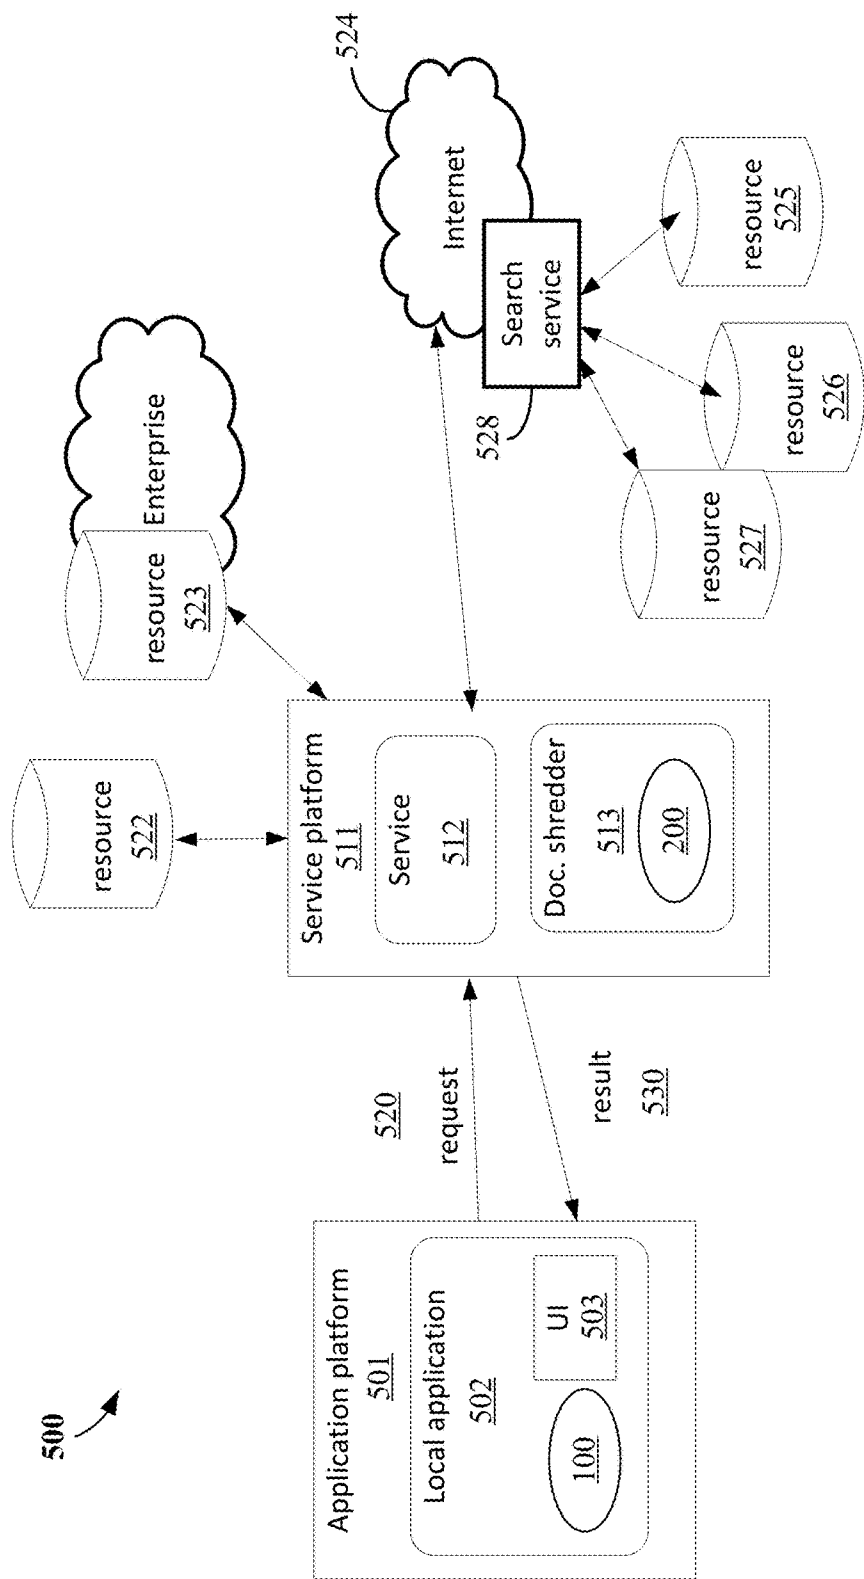 500
Application platform
501
Local application
502
100
UI
503
520
request
result
530
Service platform
511
Service
512
Doc. shredder
513
200
resource
522
resource
523
Enterprise
524
Internet
Search
service
528
resource
527
resource
526
resource
525